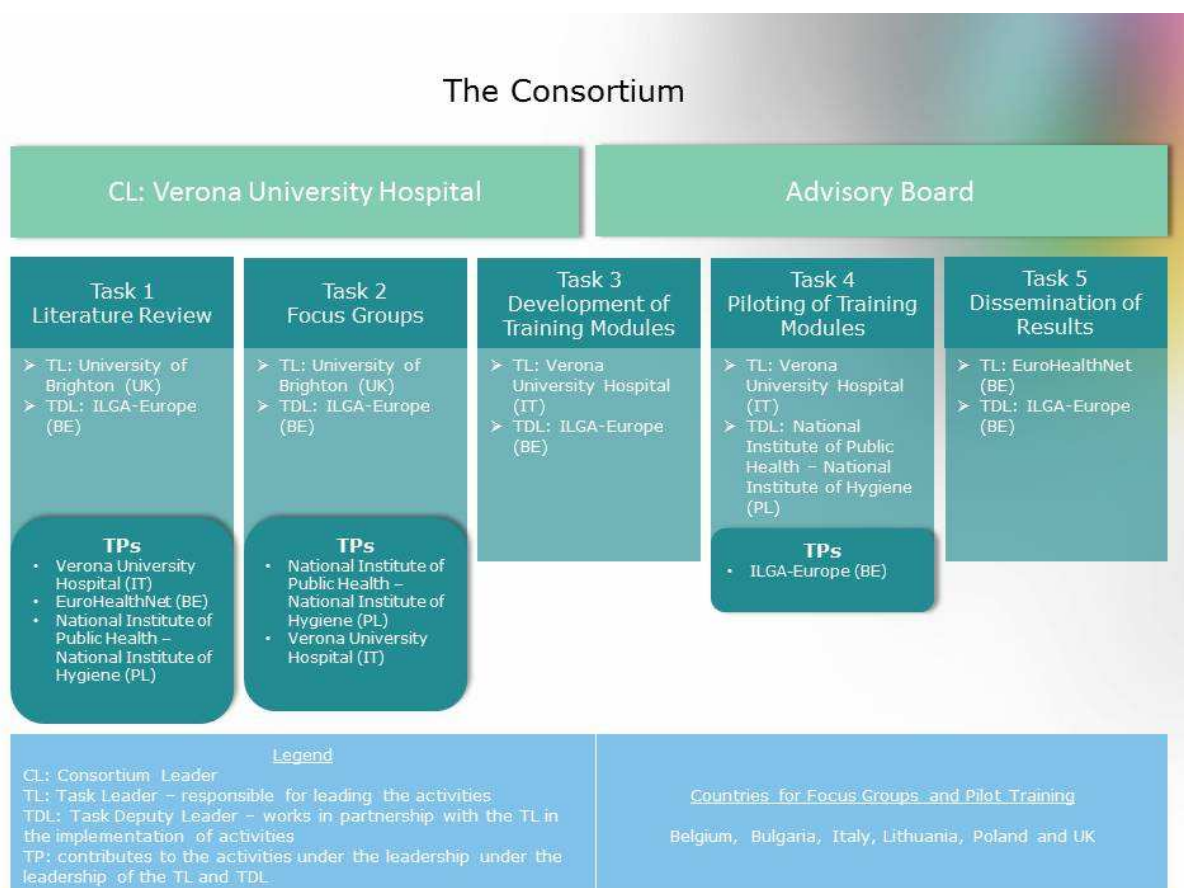 The Consortium
CL: Verona University Hospital
Advisory Board
Task 1
Literature Review
➢ TL: University of
Brighton (UK)
➢ TDL: ILGA-Europe
(BE)
TPs
• Verona University
Hospital (IT)
• EuroHealthNet (BE)
• National Institute of
Public Health –
National Institute of
Hygiene (PL)
Task 2
Focus Groups
➢ TL: University of
Brighton (UK)
➢ TDL: ILGA-Europe
(BE)
TPs
• National Institute of
Public Health –
National Institute of
Hygiene (PL)
• Verona University
Hospital (IT)
Task 3
Development of
Training Modules
➢ TL: Verona
University Hospital
(IT)
➢ TDL: ILGA-Europe
(BE)
Task 4
Piloting of Training
Modules
➢ TL: Verona
University Hospital
(IT)
➢ TDL: National
Institute of Public
Health – National
Institute of Hygiene
(PL)
TPs
• ILGA-Europe (BE)
Task 5
Dissemination of
Results
➢ TL: EuroHealthNet
(BE)
➢ TDL: ILGA-Europe
(BE)
Legend
CL: Consortium Leader
TL: Task Leader – responsible for leading the activities
TDL: Task Deputy Leader – works in partnership with the TL in
the implementation of activities
TP: contributes to the activities under the leadership under the
leadership of the TL and TDL
Countries for Focus Groups and Pilot Training
Belgium, Bulgaria, Italy, Lithuania, Poland and UK